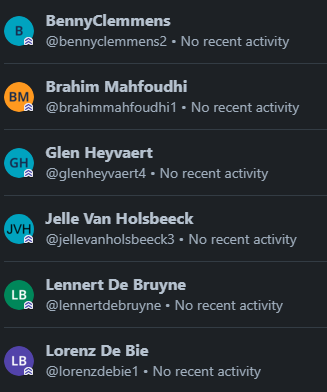 BennyClemmens
B
@bennyclemmens2 • No recent activity
Brahim Mahfoudhi
BM
@brahimmahfoudhi1 • No recent activity
Glen Heyvaert
GH
@glenheyvaert4 • No recent activity
Jelle Van Holsbeeck
JVH
@jellevanholsbeeck3 • No recent activity
Lennert De Bruyne
LB
@lennertdebruyne • No recent activity
Lorenz De Bie
LB
@lorenzdebie1 • No recent activity